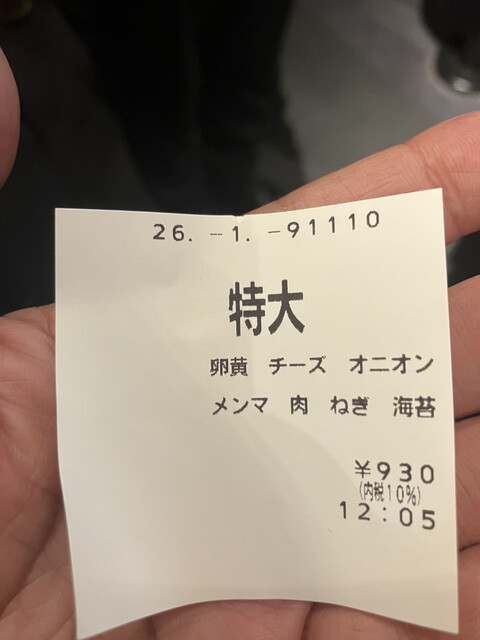 26.-1.-91110
特大
卵黄 チーズ オニオン
メンマ 肉 ねぎ 海苔
¥930
(内税10%)
12:05